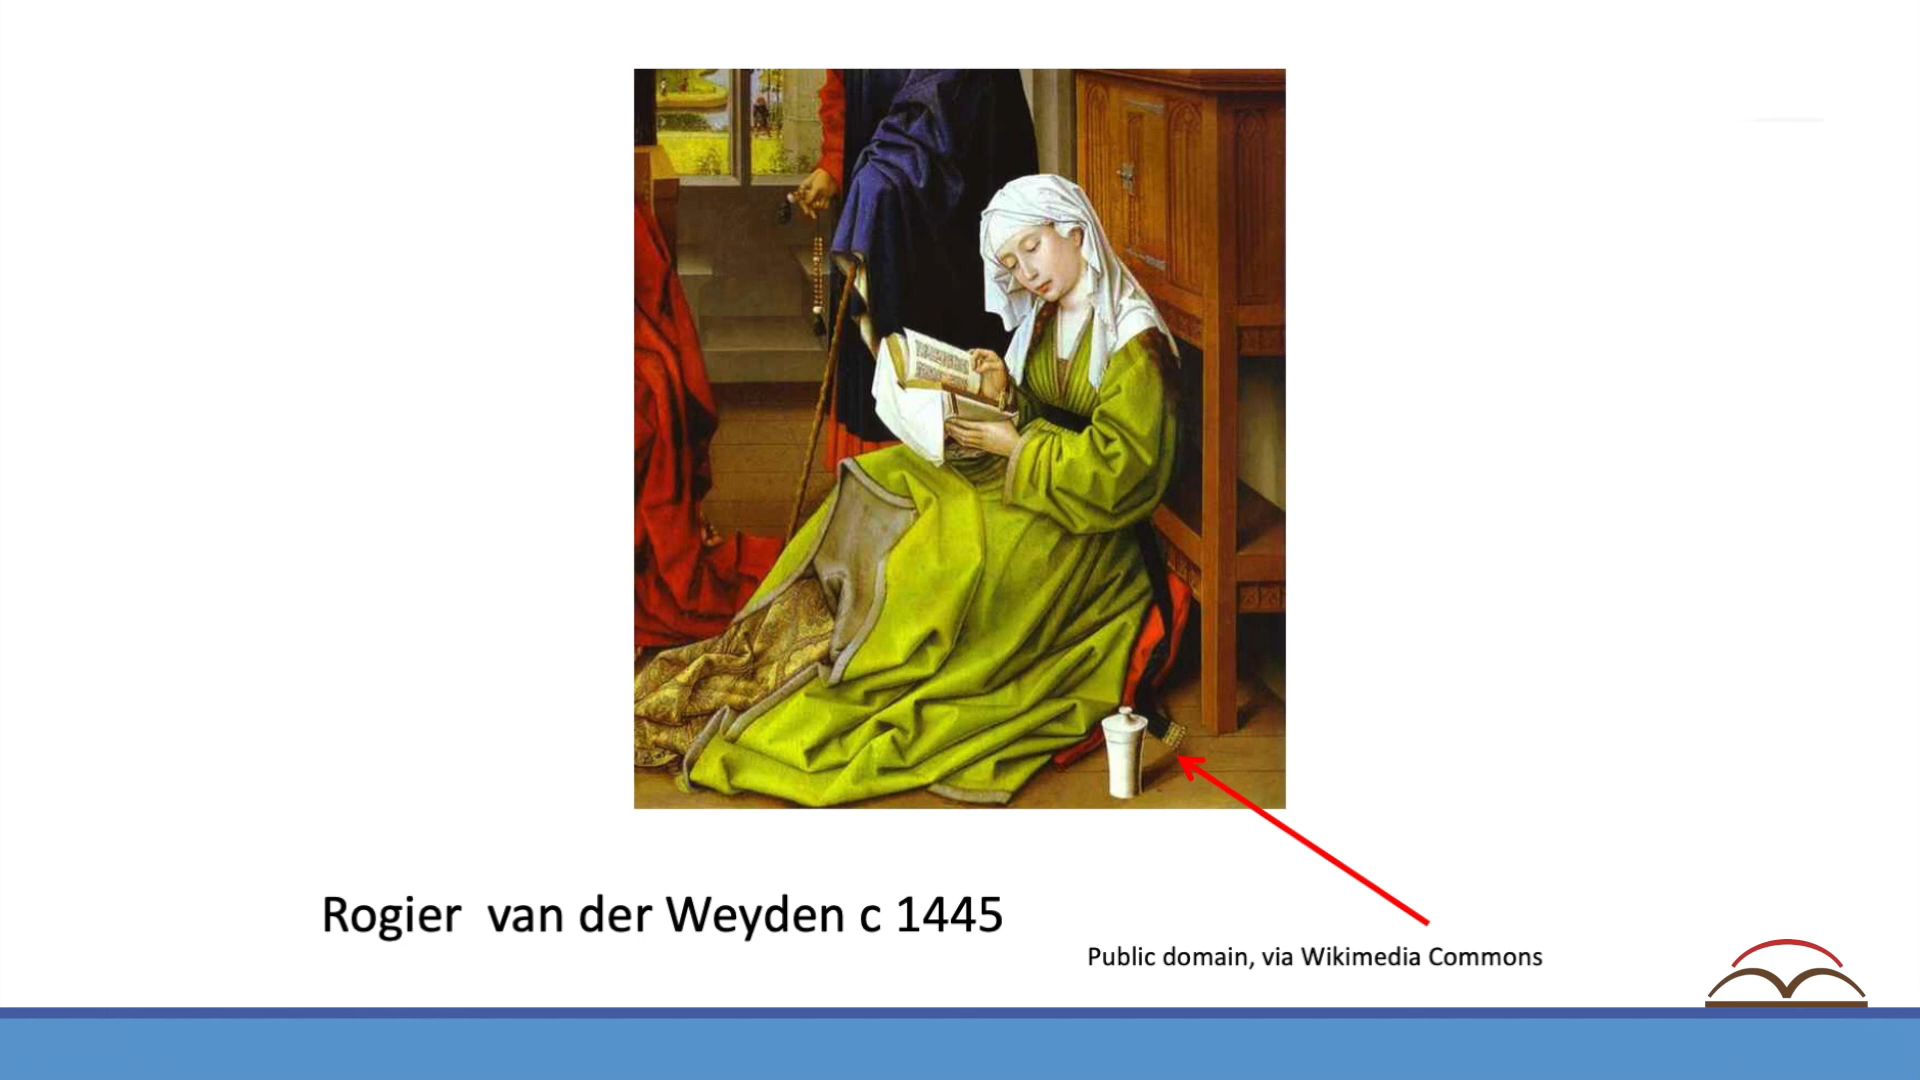 Rogier  van der Weyden c 1445
Public domain, via Wikimedia Commons